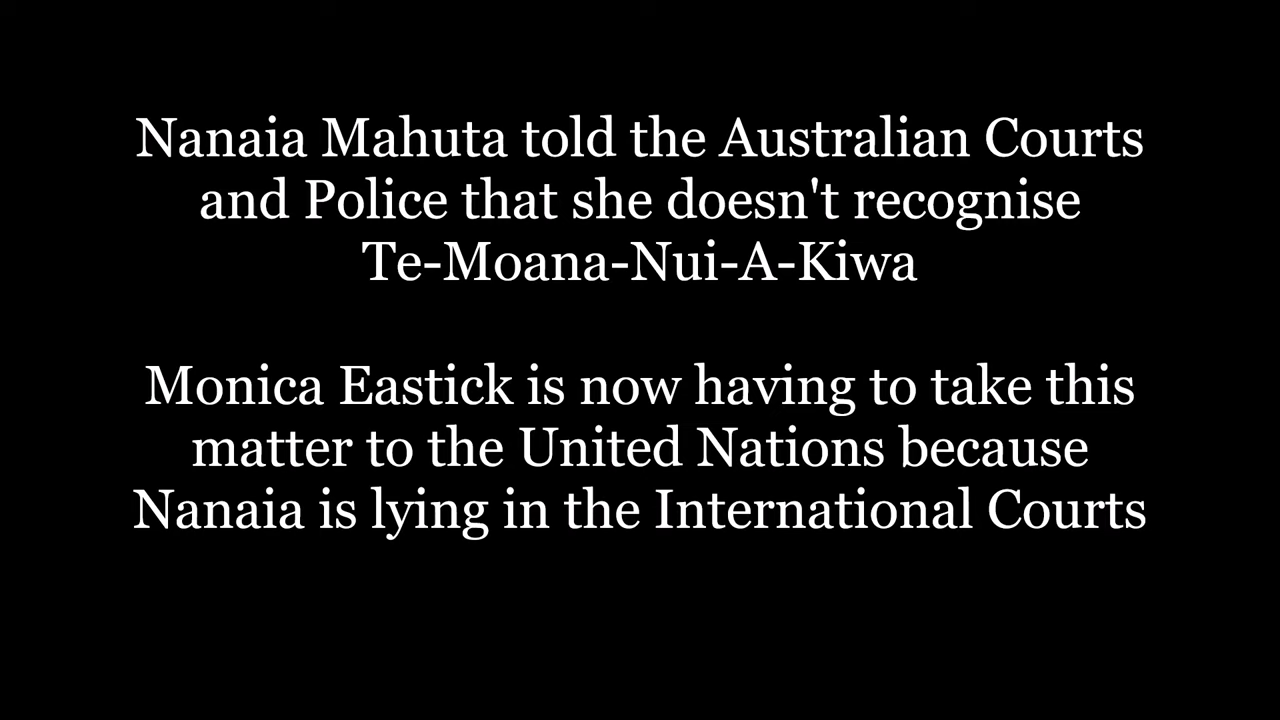 Nanaia Mahuta told the Australian Courts
and Police that she doesn't recognise
Te-Moana-Nui-A-Kiwa
Monica Eastick is now having to take this
matter to the United Nations because
Nanaia is lying in the International Courts